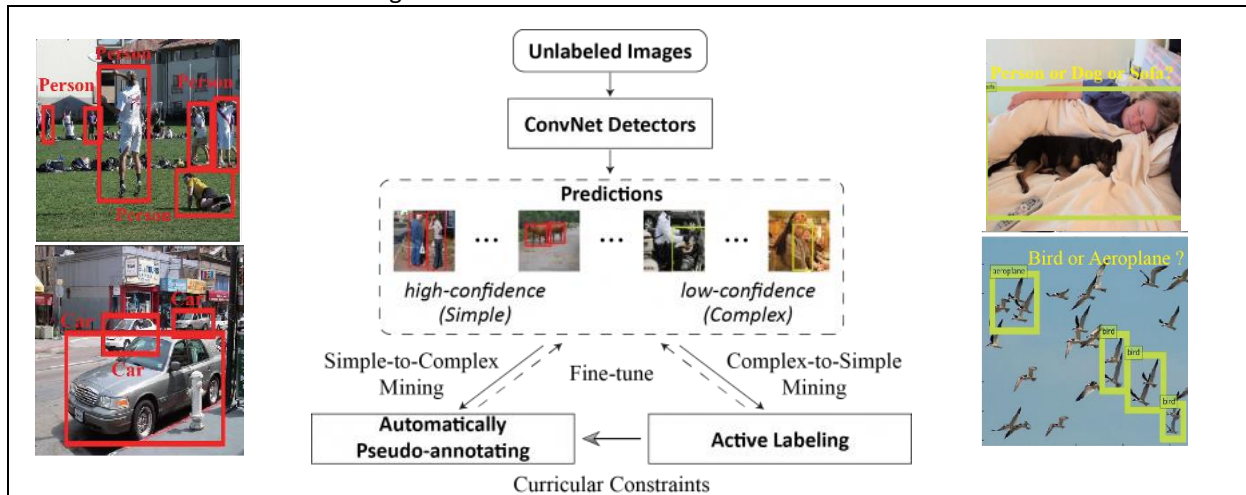 Person
Person
Person
Person
Car
Car
Car
Unlabeled Images
ConvNet Detectors
Predictions
... ... ...
high-confidence
(Simple)
low-confidence
(Complex)
Simple-to-Complex
Mining
Fine-tune
Complex-to-Simple
Mining
Automatically
Pseudo-annotating
Active Labeling
Curricular Constraints
Person or Dog or Sofa?
Bird or Aeroplane ?
aeroplane
bird
bird
bird